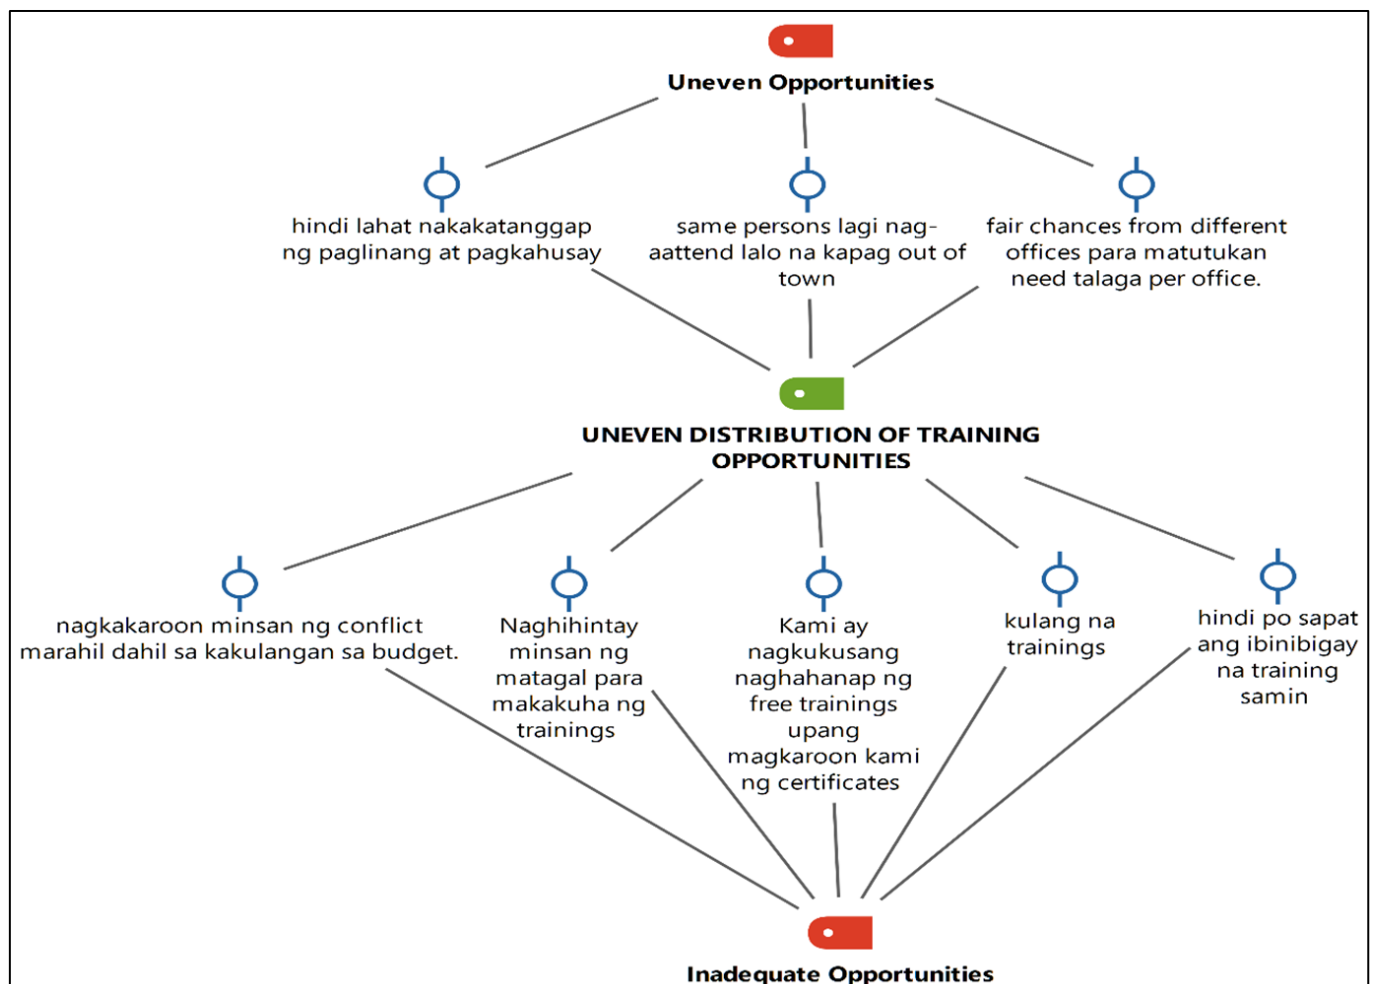 Uneven Opportunities
hindi lahat nakakatanggap
ng paglinang at pagkahusay
same persons lagi nag-
aattend lalo na kapag out of
town
fair chances from different
offices para matutukan
need talaga per office.
UNEVEN DISTRIBUTION OF TRAINING
OPPORTUNITIES
nagkakaroon minsan ng conflict
marahil dahil sa kakulangan sa budget.
Naghihintay
minsan ng
matagal para
makakuha ng
trainings
Kami ay
nagkukusang
naghahanap ng
free trainings
upang
magkaroon kami
ng certificates
kulang na
trainings
hindi po sapat
ang ibinibigay
na training
samin
Inadequate Opportunities